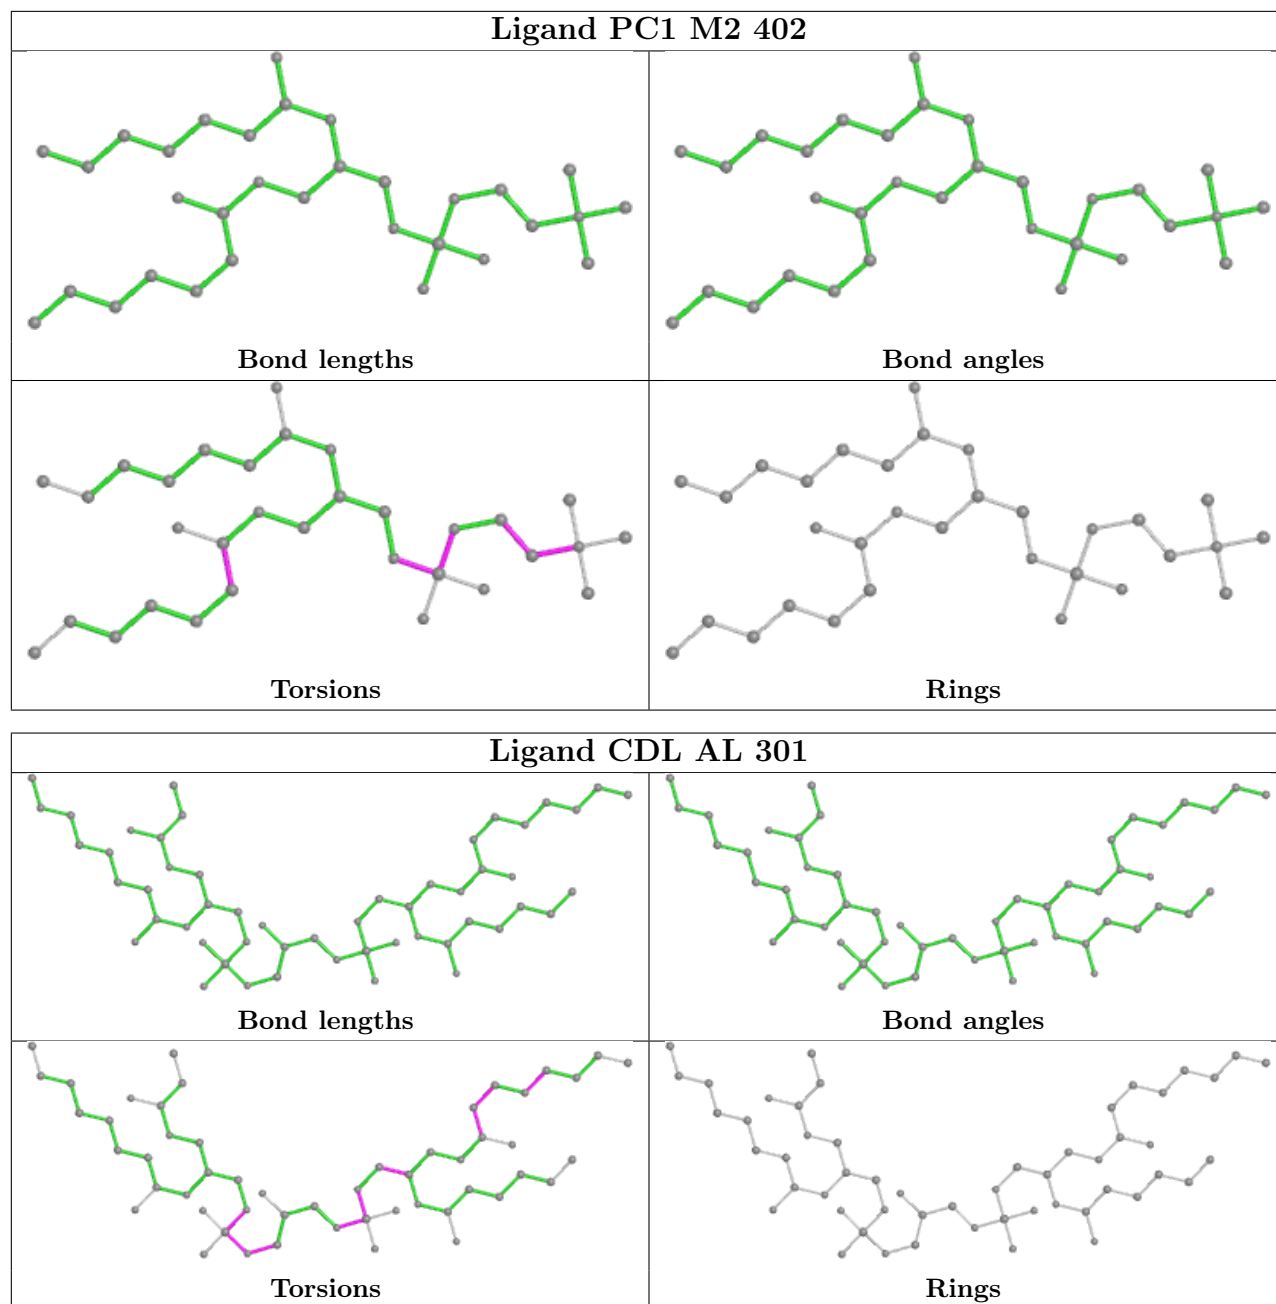 Ligand PC1 M2 402
Bond lengths
Bond angles
Torsions
Rings
Ligand CDL AL 301
Bond lengths
Bond angles
Torsions
Rings